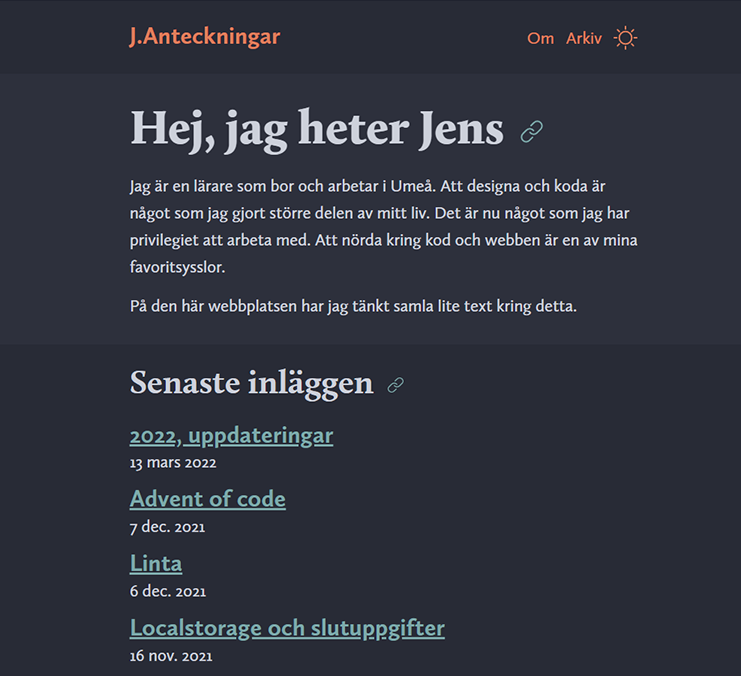 J.Anteckningar
Om Arkiv
Hej, jag heter Jens
Jag är en lärare som bor och arbetar i Umeå. Att designa och koda är
något som jag gjort större delen av mitt liv. Det är nu något som jag har
privilegiet att arbeta med. Att nörda kring kod och webben är en av mina
favoritsysslor.
På den här webbplatsen har jag tänkt samla lite text kring detta.
Senaste inläggen
2022, uppdateringar
13 mars 2022
Advent of code
7 dec. 2021
Linta
6 dec. 2021
Localstorage och slutuppgifter
16 nov. 2021